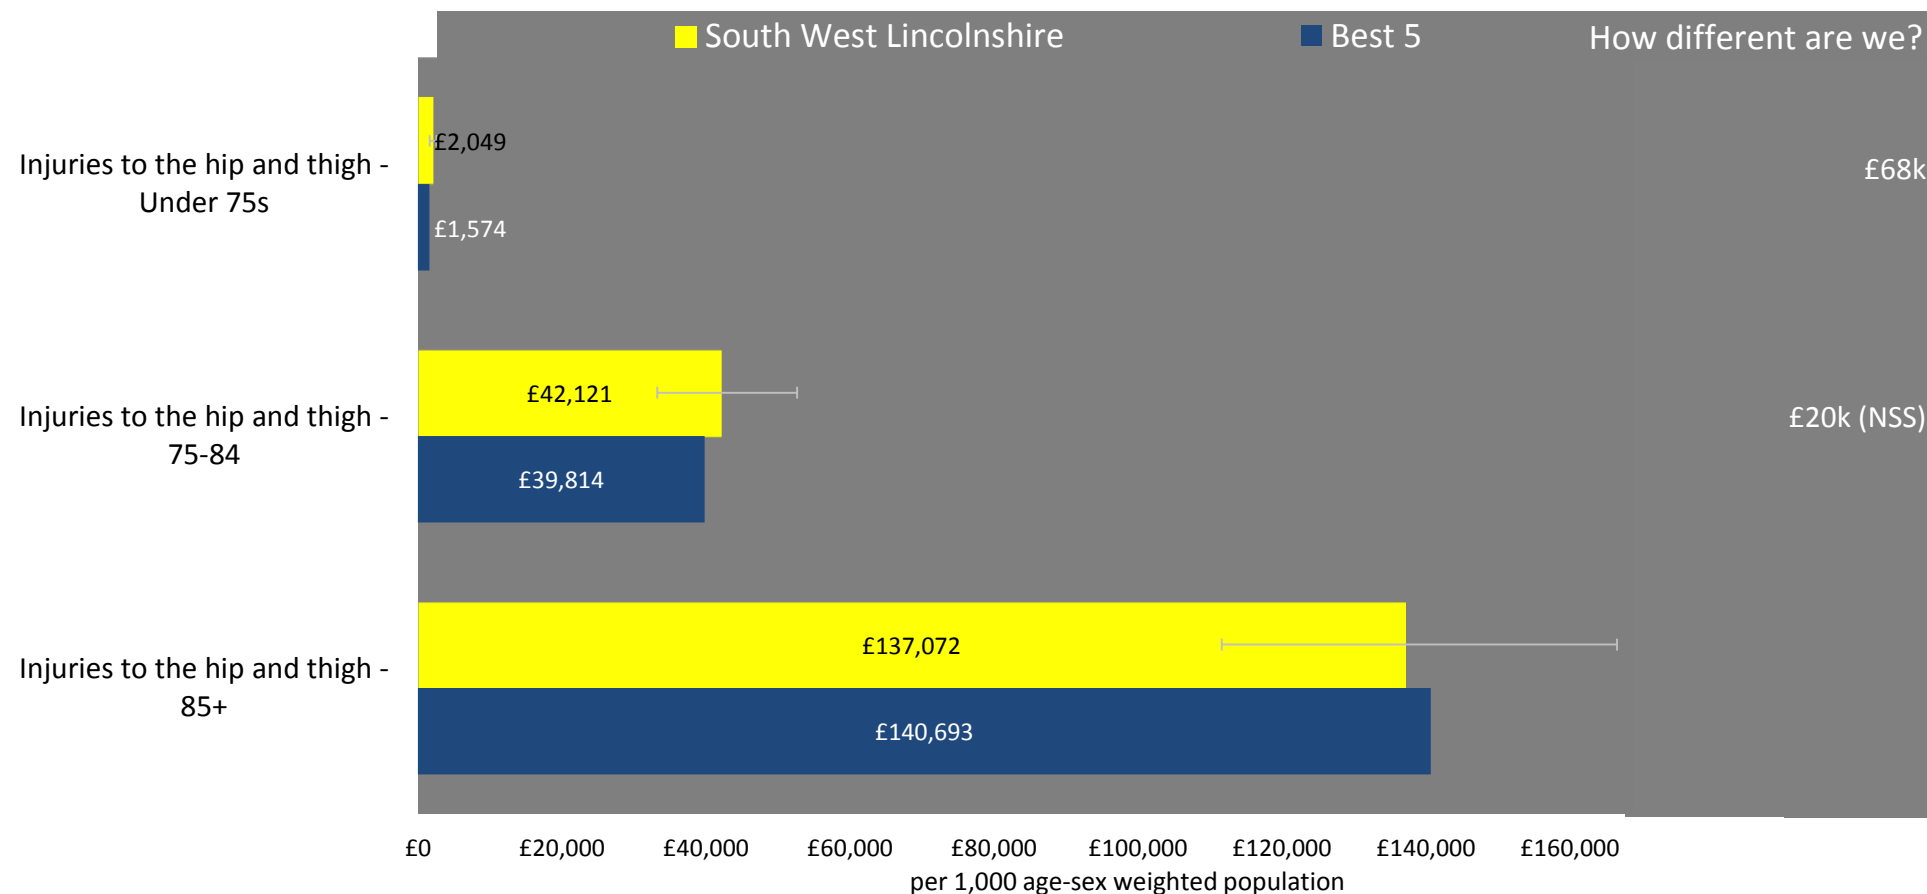 South West Lincolnshire Best 5 How different are we?
Injuries to the hip and thigh -
Under 75s
£2,049
£1,574
£68k
Injuries to the hip and thigh -
75-84
£42,121
£39,814
£20k (NSS)
Injuries to the hip and thigh -
85+
£137,072
£140,693
£0 £20,000 £40,000 £60,000 £80,000 £100,000 £120,000 £140,000 £160,000
per 1,000 age-sex weighted population